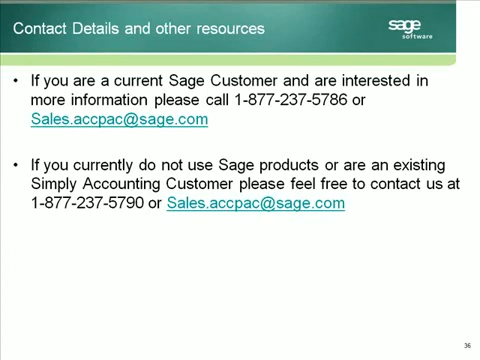 Contact Details and other resources
sage
software
• If you are a current Sage Customer and are interested in
more information please call 1-877-237-5786 or
Sales.accpac@sage.com
• If you currently do not use Sage products or are an existing
Simply Accounting Customer please feel free to contact us at
1-877-237-5790 or Sales.accpac@sage.com
36